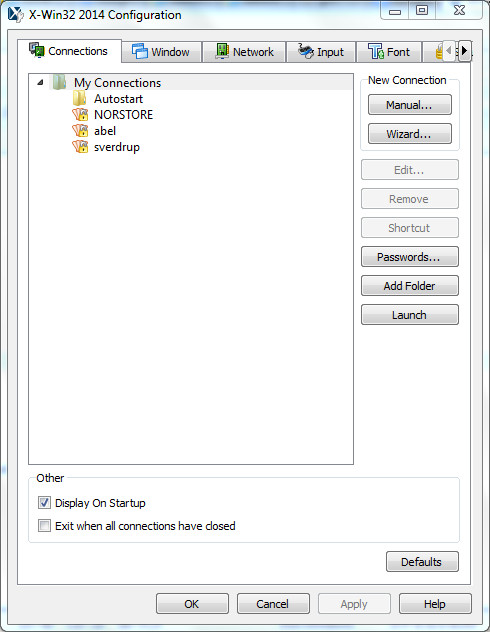 X-Win32 2014 Configuration
Connections Window Network Input Font
My Connections
Autostart
NORSTORE
abel
sverdrup
New Connection
Manual...
Wizard...
Edit...
Remove
Shortcut
Passwords...
Add Folder
Launch
Other
Display On Startup
Exit when all connections have closed
Defaults
OK Cancel Apply Help